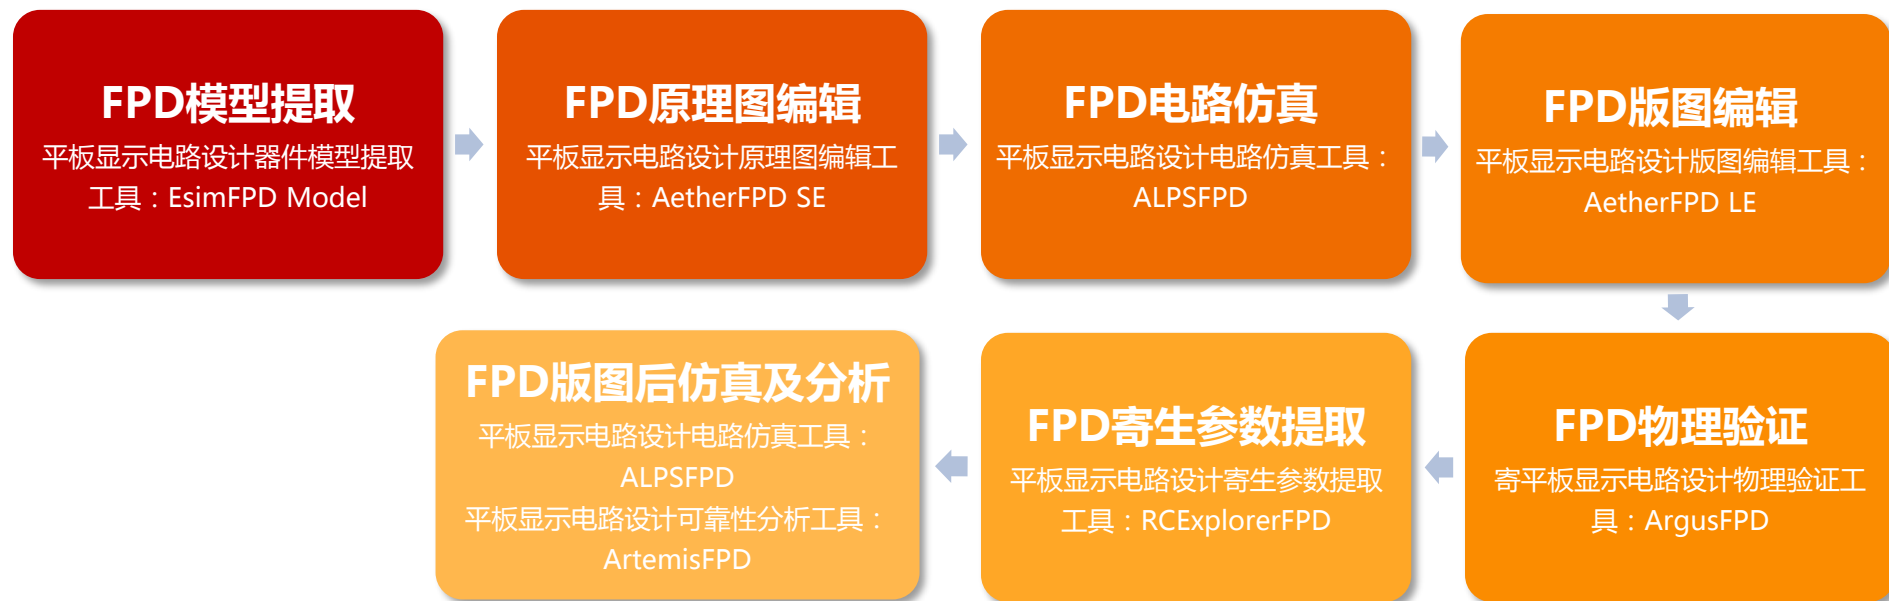 FPD模型提取
平板显示电路设计器件模型提取
工具：EsimFPD Model
FPD原理图编辑
平板显示电路设计原理图编辑工
具：AetherFPD SE
FPD电路仿真
平板显示电路设计电路仿真工具：
ALPSFPD
FPD版图编辑
平板显示电路设计版图编辑工具：
AetherFPD LE
FPD物理验证
寄平板显示电路设计物理验证工
具：ArgusFPD
FPD寄生参数提取
平板显示电路设计寄生参数提取
工具：RCExplorerFPD
FPD版图后仿真及分析
平板显示电路设计电路仿真工具：
ALPSFPD
平板显示电路设计可靠性分析工具：
ArtemisFPD